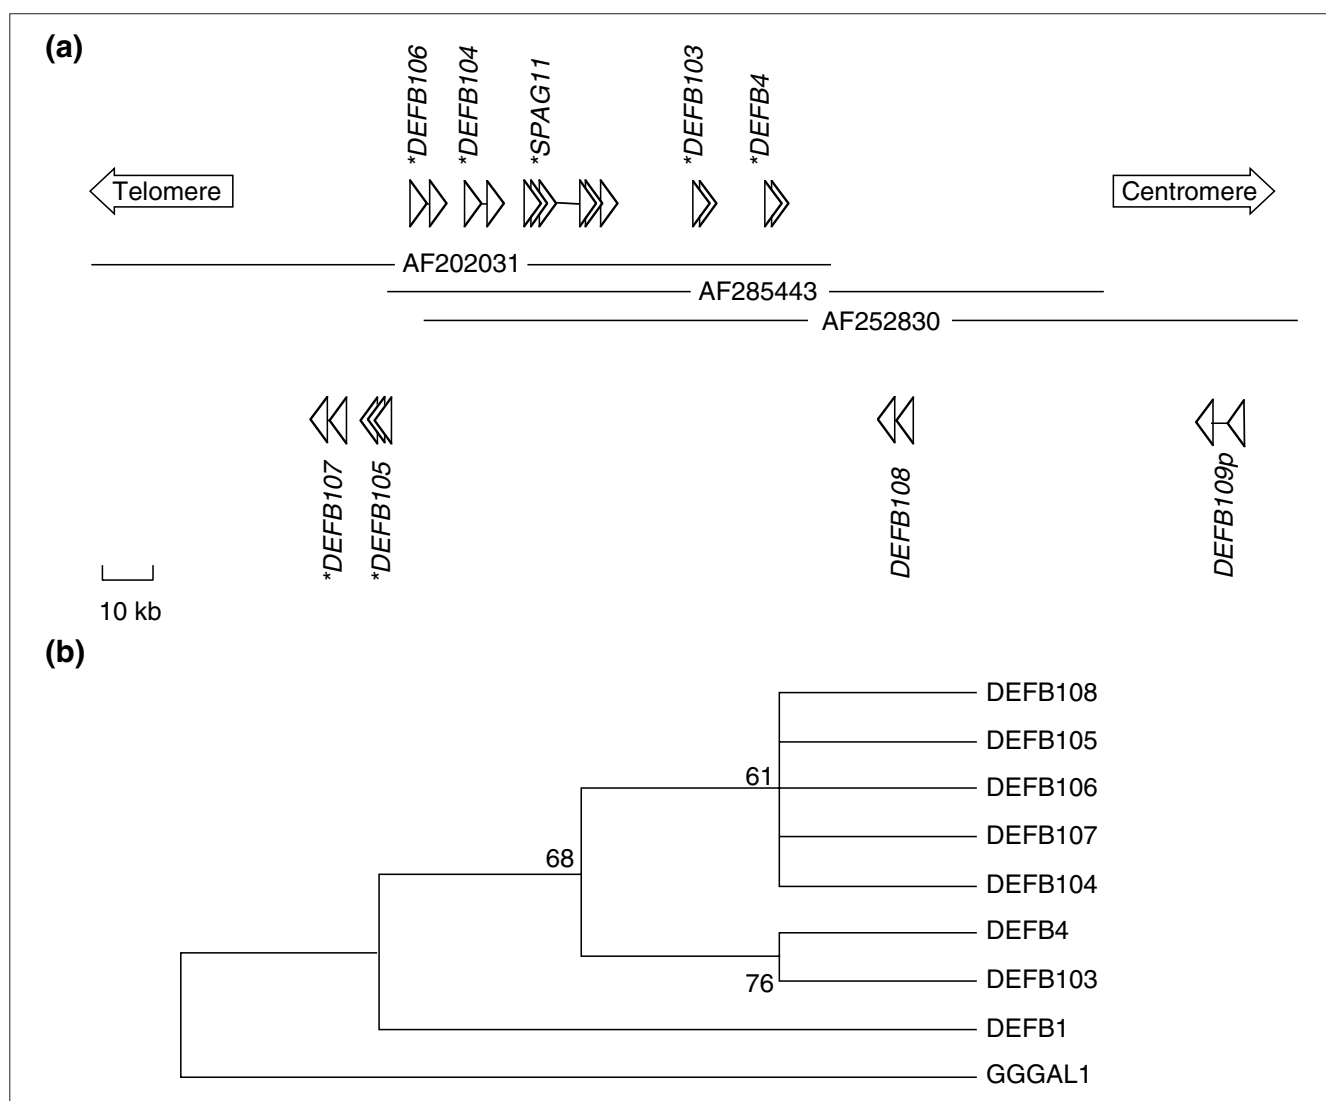 (a)
*DEFB106
*DEFB104
*SPAG11
*DEFB103
*DEFB4
Telomere
Centromere
AF202031
AF285443
AF252830
*DEFB107
*DEFB105
DEFB108
DEFB109p
10 kb
(b)
DEFB108
DEFB105
61
DEFB106
DEFB107
68
DEFB104
DEFB4
76
DEFB103
DEFB1
GGGAL1